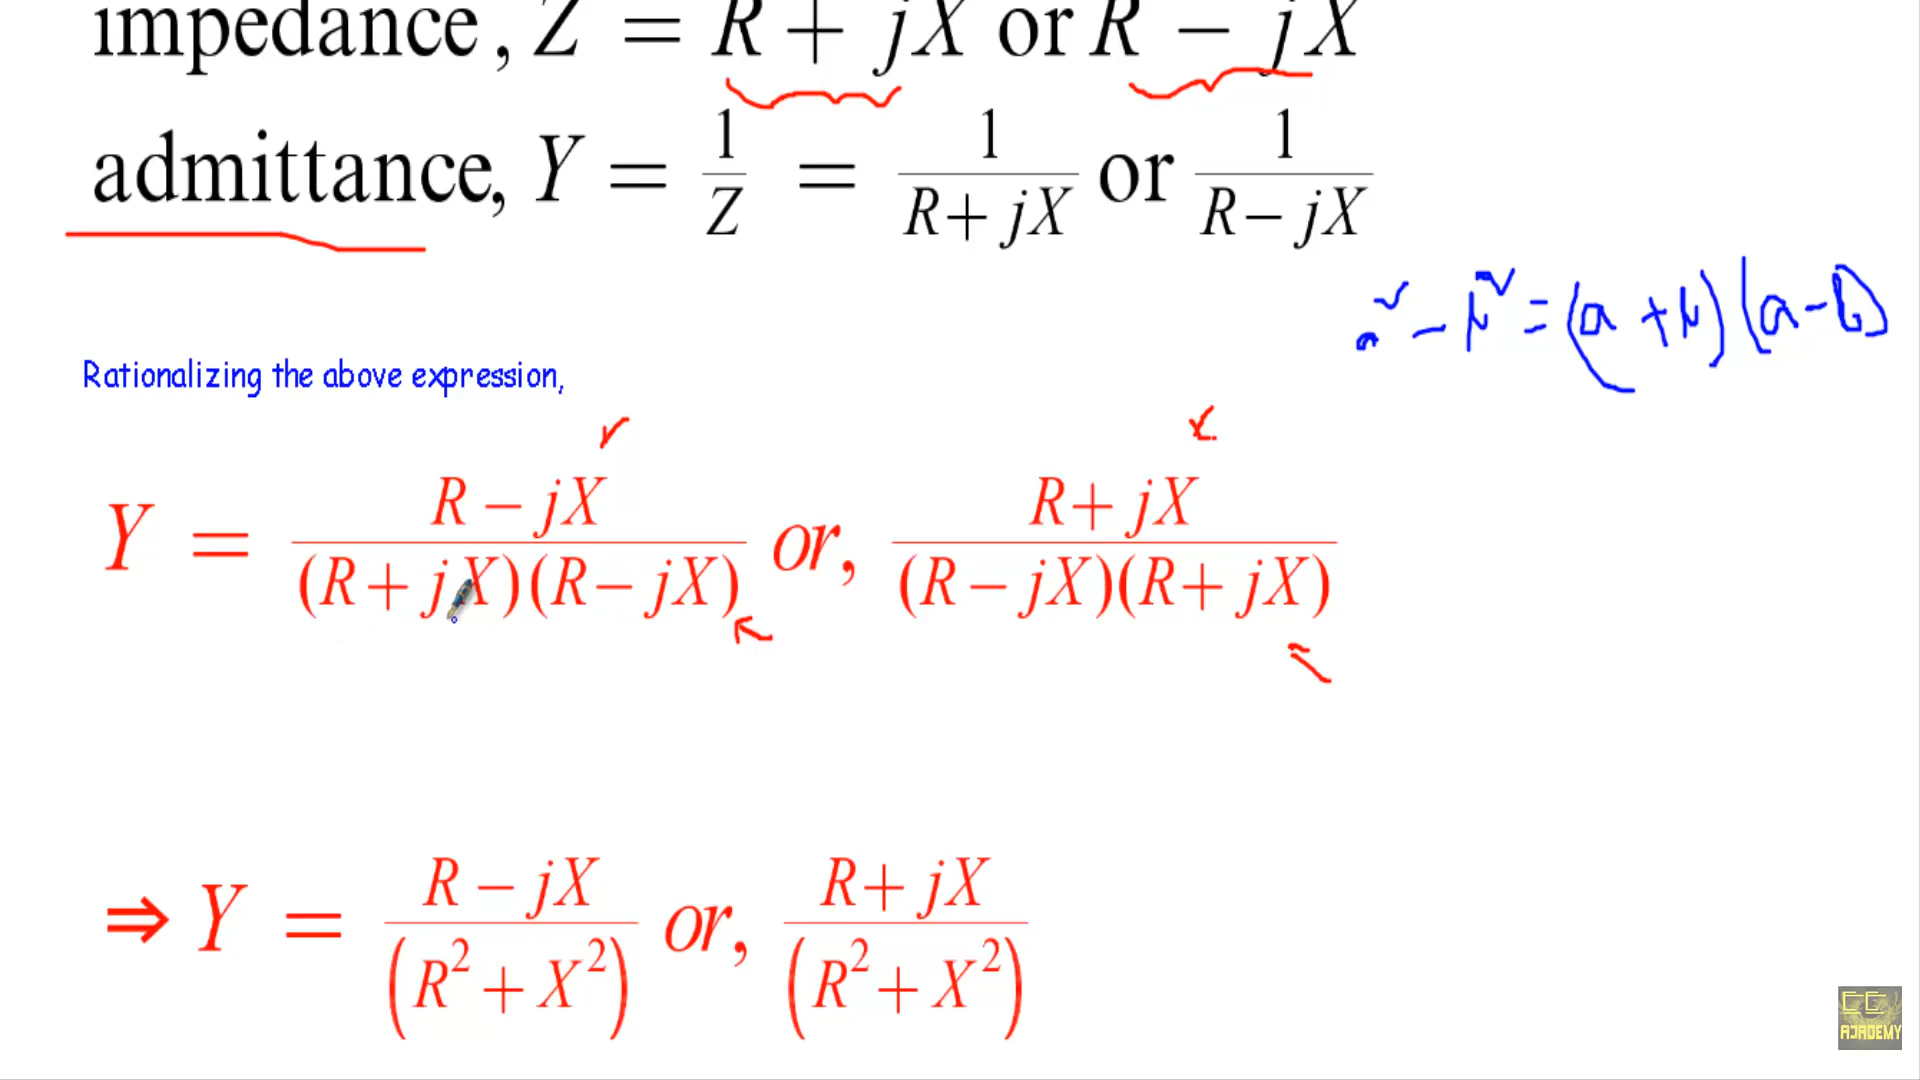 impedance, Z = R + jX or R − jX
admittance, Y = 1/Z = 1/(R + jX) or 1/(R − jX)
a² − b² = (a + b)(a − b)
Rationalizing the above expression,
Y = (R − jX)/((R + jX)(R − jX)) or, (R + jX)/((R − jX)(R + jX))
⇒ Y = (R − jX)/(R² + X²) or, (R + jX)/(R² + X²)
EE
ACADEMY